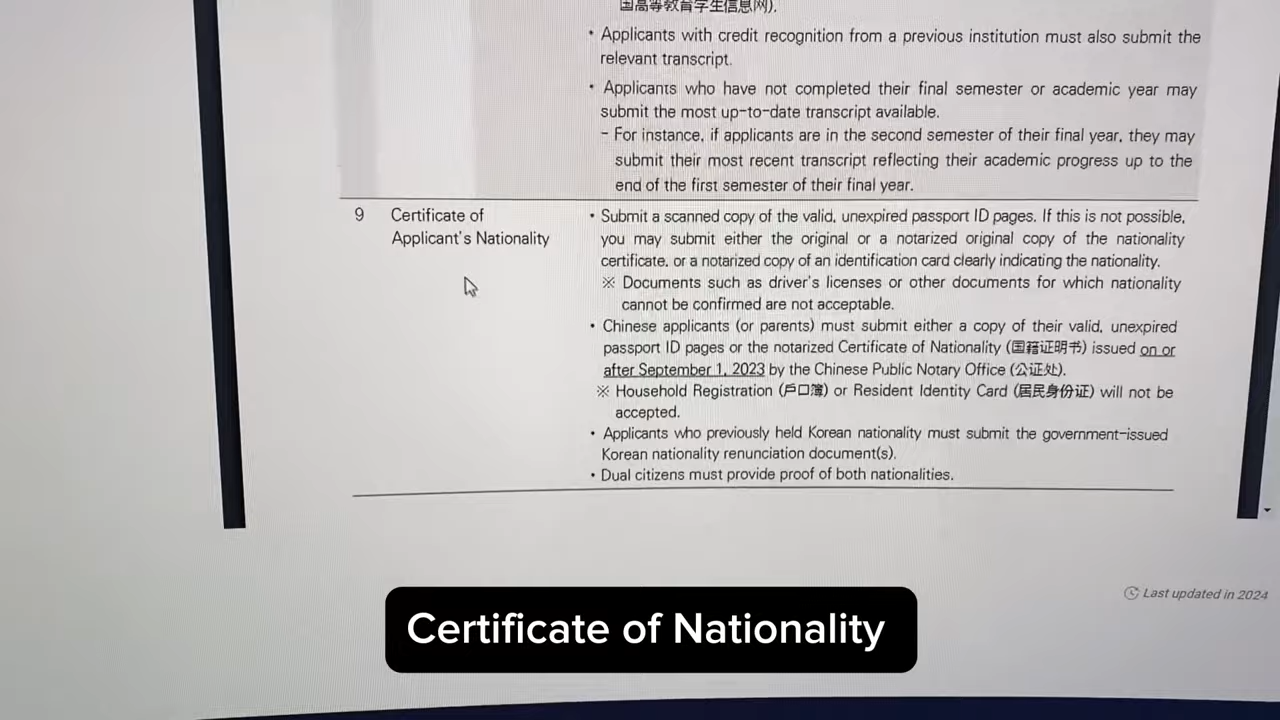 国高等教育学生信息网).
• Applicants with credit recognition from a previous institution must also submit the
relevant transcript.
• Applicants who have not completed their final semester or academic year may
submit the most up-to-date transcript available.
- For instance, if applicants are in the second semester of their final year, they may
submit their most recent transcript reflecting their academic progress up to the
end of the first semester of their final year.
9 Certificate of
Applicant's Nationality
• Submit a scanned copy of the valid, unexpired passport ID pages. If this is not possible,
you may submit either the original or a notarized original copy of the nationality
certificate, or a notarized copy of an identification card clearly indicating the nationality.
※ Documents such as driver's licenses or other documents for which nationality
cannot be confirmed are not acceptable.
• Chinese applicants (or parents) must submit either a copy of their valid, unexpired
passport ID pages or the notarized Certificate of Nationality (国籍证明书) issued on or
after September 1, 2023 by the Chinese Public Notary Office (公证处).
※ Household Registration (戶口簿) or Resident Identity Card (居民身份证) will not be
accepted.
• Applicants who previously held Korean nationality must submit the government-issued
Korean nationality renunciation document(s).
• Dual citizens must provide proof of both nationalities.
Last updated in 2024
Certificate of Nationality